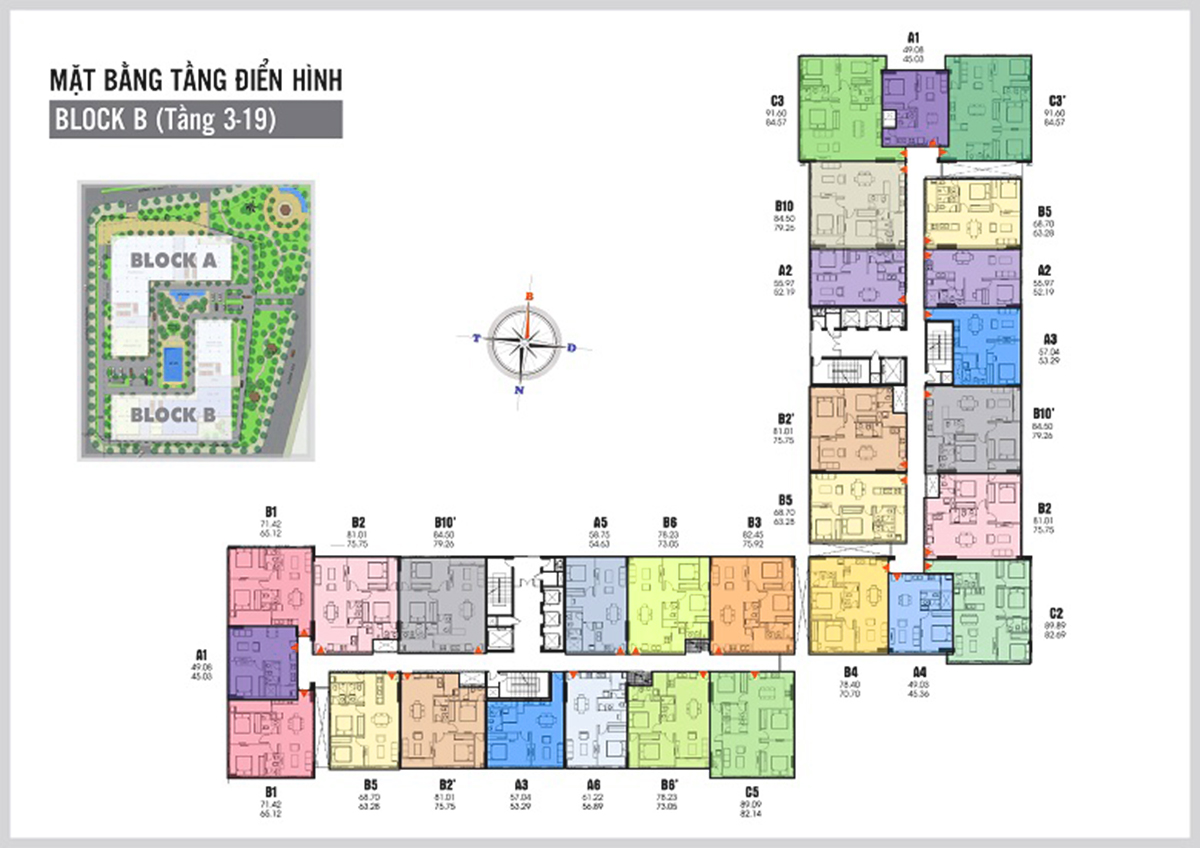 MẶT BẰNG TẦNG ĐIỂN HÌNH
BLOCK B (Tầng 3-19)
BLOCK A
BLOCK B
B
T
D
N
A1
49.08
45.03
C3
91.60
84.57
C3'
91.60
84.57
B10
84.50
79.26
B5
68.70
63.28
A2
55.97
52.19
A2
55.97
52.19
A3
57.04
53.29
B2'
81.01
75.75
B10'
84.50
79.26
B5
68.70
63.28
B2
81.01
75.75
C2
89.89
82.69
B4
78.40
70.70
A4
49.05
45.36
B1
71.42
65.12
B2
81.01
75.75
B10'
84.50
79.26
A5
58.75
54.63
B6
78.23
73.05
B3
82.45
75.92
A1
49.08
45.03
B1
71.42
65.12
B5
68.70
63.28
B2'
81.01
75.75
A3
57.04
53.29
A6
61.22
56.89
B6'
78.23
73.05
C5
89.09
82.14